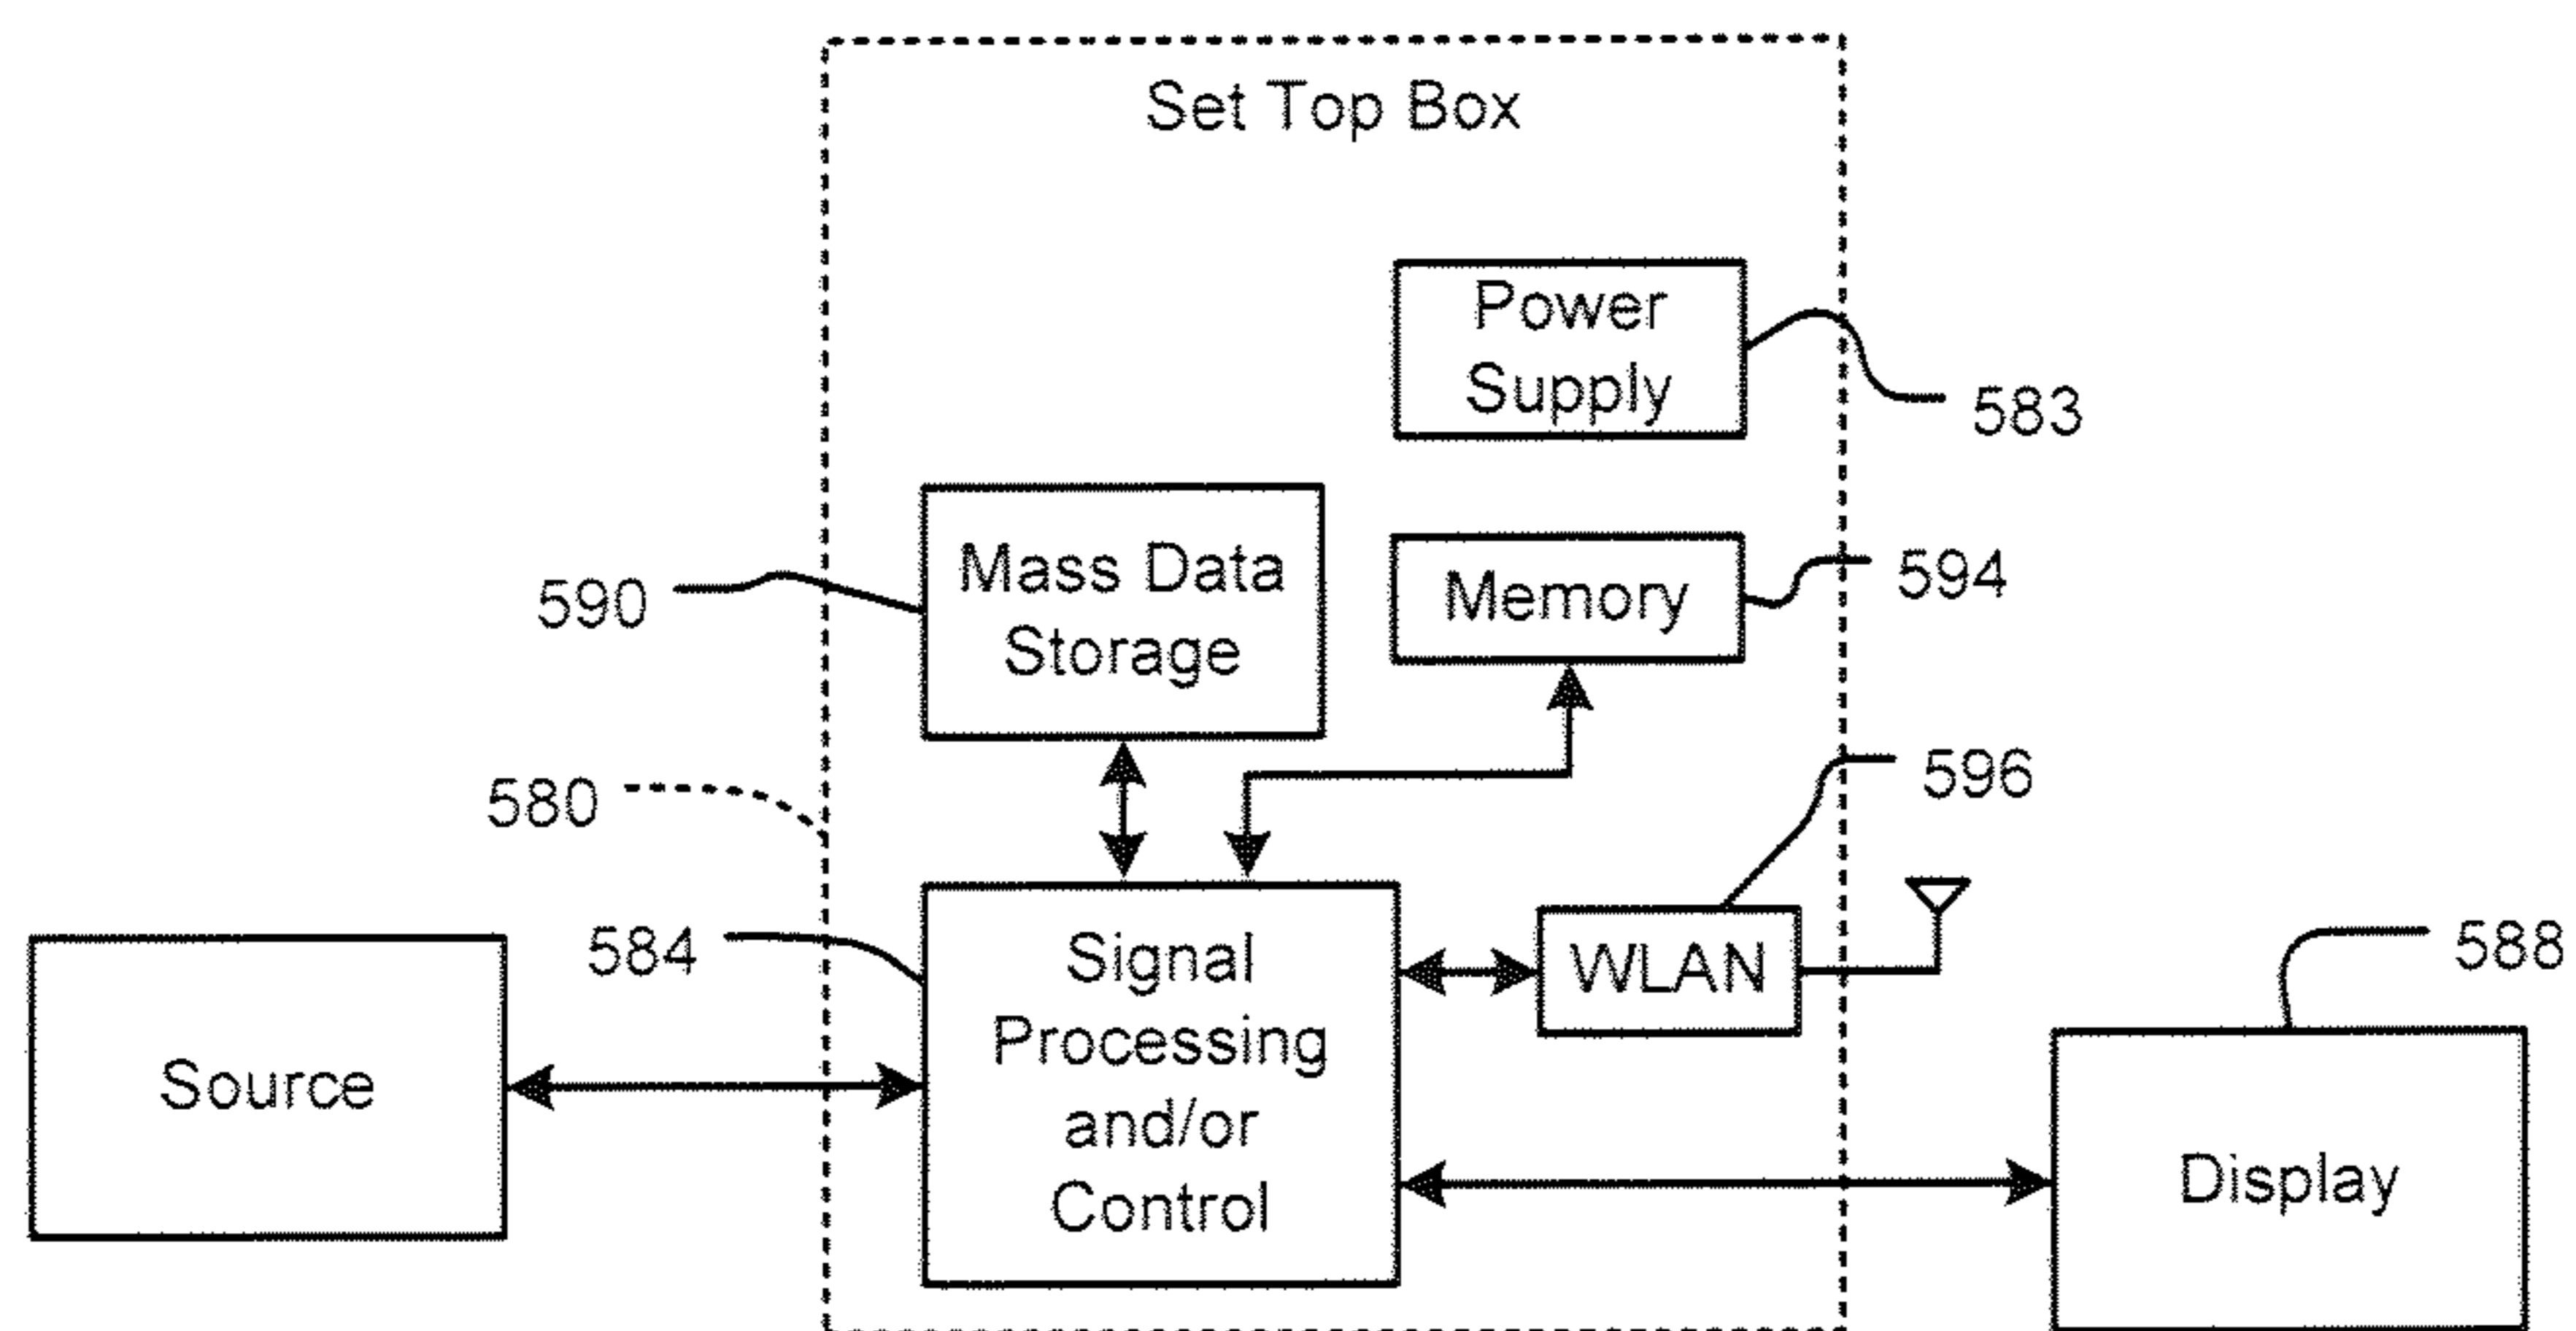 Set Top Box
Power
Supply
583
Mass Data
Storage
590
Memory
594
580
596
584
Signal
Processing
and/or
Control
WLAN
588
Source
Display